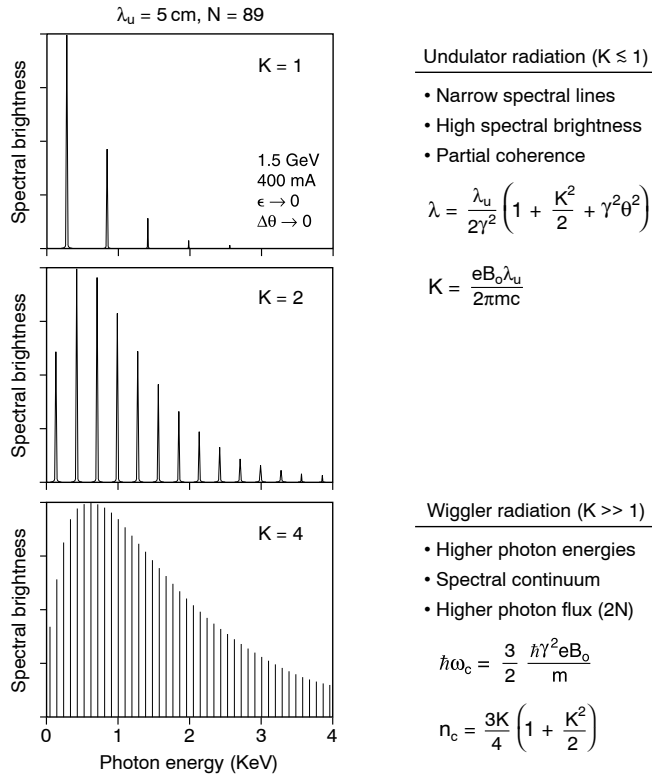 λu = 5 cm, N = 89
Spectral brightness
K = 1
1.5 GeV
400 mA
ϵ → 0
Δθ → 0
Spectral brightness
K = 2
Spectral brightness
K = 4
0 1 2 3 4
Photon energy (KeV)
Undulator radiation (K ≲ 1)
• Narrow spectral lines
• High spectral brightness
• Partial coherence
λ = λu / 2γ² (1 + K²/2 + γ²θ²)
K = eBoλu / 2πmc
Wiggler radiation (K >> 1)
• Higher photon energies
• Spectral continuum
• Higher photon flux (2N)
ħωc = 3/2 ħγ²eBo / m
nc = 3K/4 (1 + K²/2)